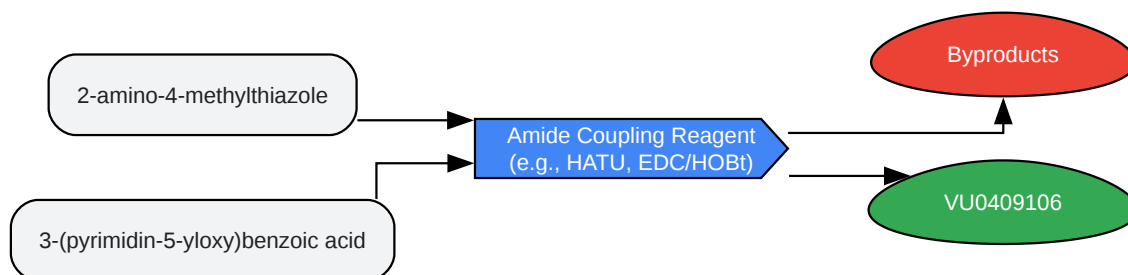 2-amino-4-methylthiazole
3-(pyrimidin-5-yloxy)benzoic acid
Amide Coupling Reagent
(e.g., HATU, EDC/HOBt)
Byproducts
VU0409106